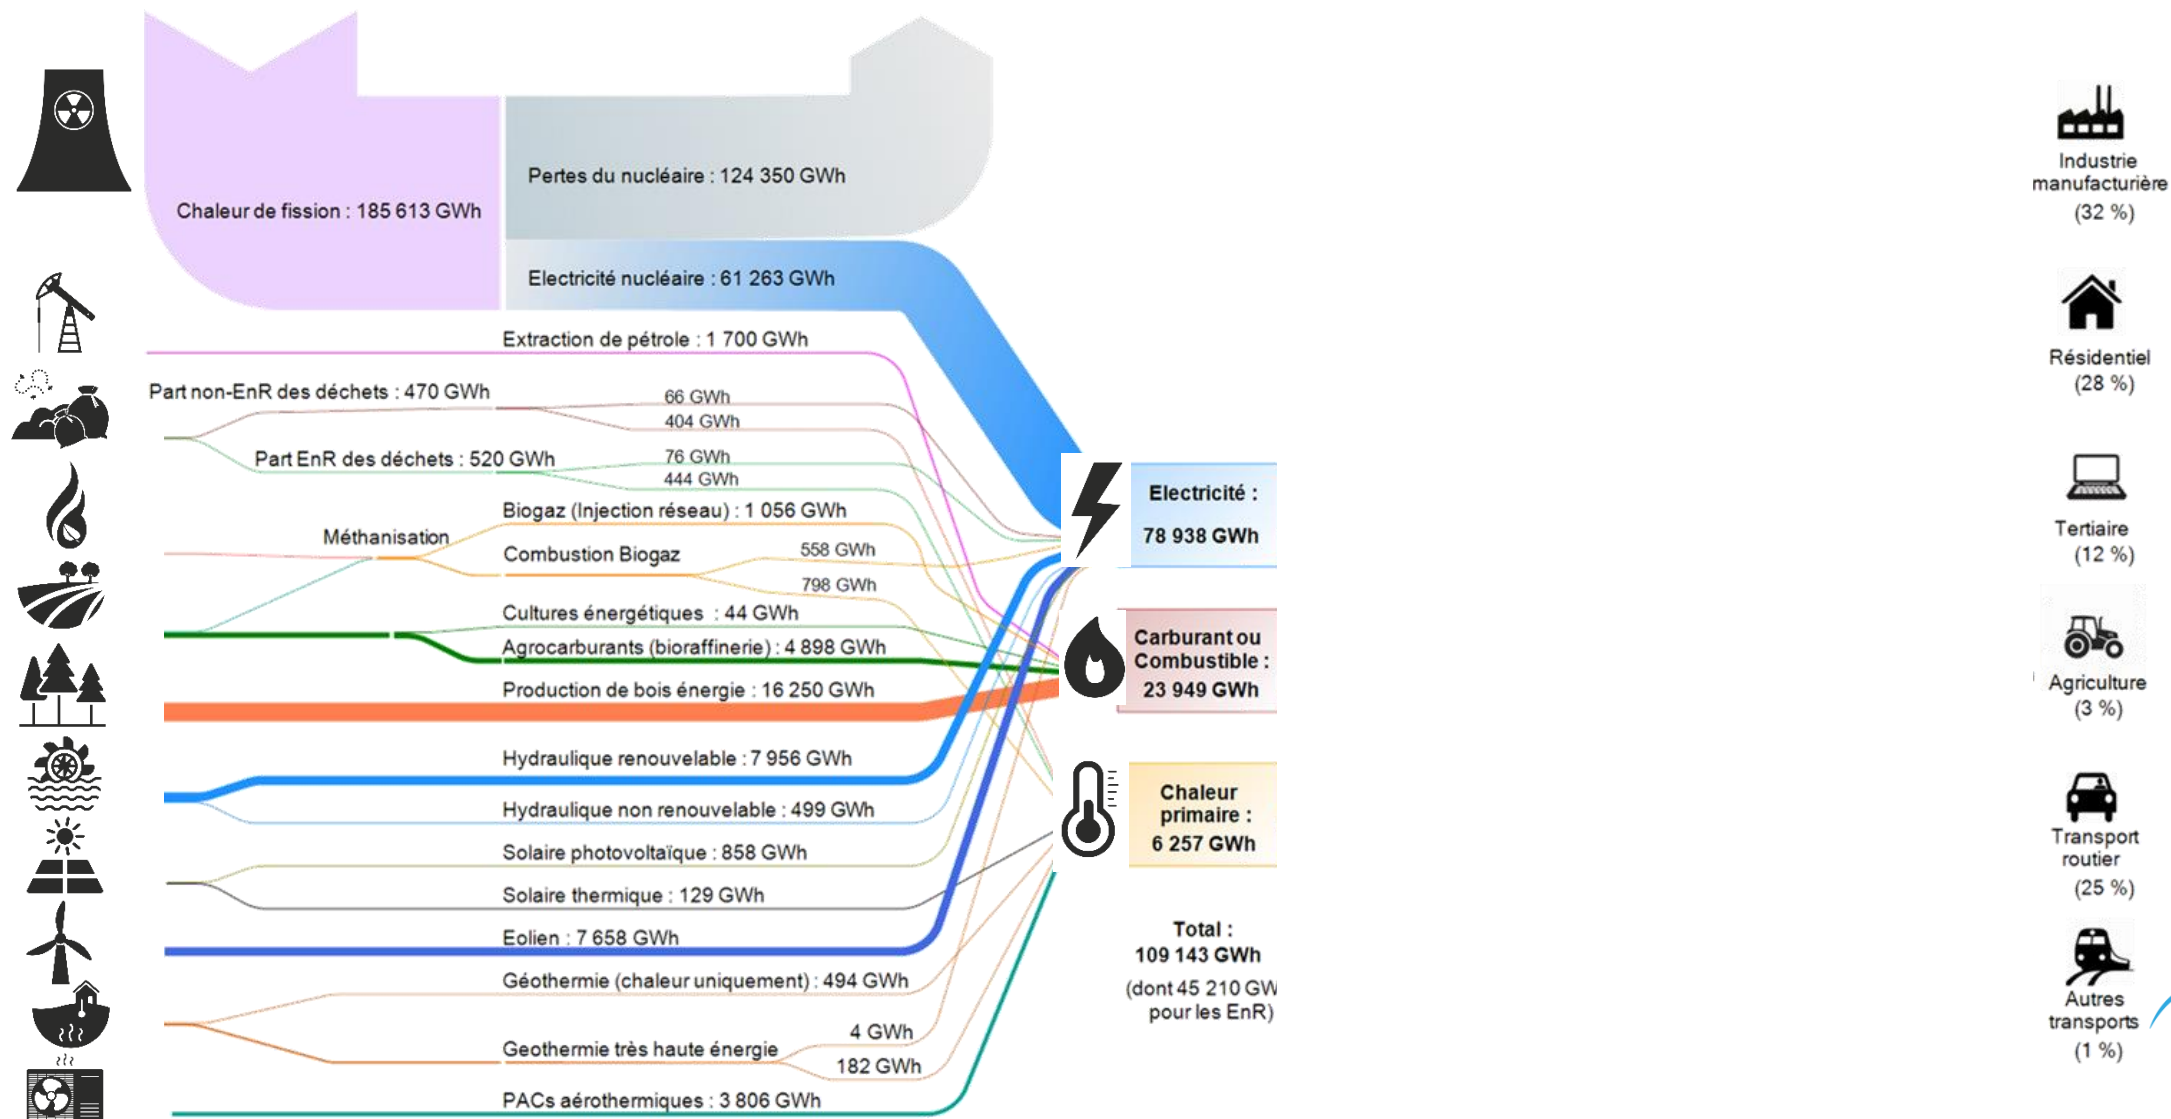 Pertes du nucléaire : 124 350 GWh
Chaleur de fission : 185 613 GWh
Electricité nucléaire : 61 263 GWh
Extraction de pétrole : 1 700 GWh
Part non-EnR des déchets : 470 GWh
66 GWh
404 GWh
Part EnR des déchets : 520 GWh
76 GWh
444 GWh
Biogaz (Injection réseau) : 1 056 GWh
Méthanisation
Combustion Biogaz
558 GWh
798 GWh
Cultures énergétiques : 44 GWh
Agrocarburants (bioraffinerie) : 4 898 GWh
Production de bois énergie : 16 250 GWh
Hydraulique renouvelable : 7 956 GWh
Hydraulique non renouvelable : 499 GWh
Solaire photovoltaïque : 858 GWh
Solaire thermique : 129 GWh
Eolien : 7 658 GWh
Géothermie (chaleur uniquement) : 494 GWh
4 GWh
Geothermie très haute énergie
182 GWh
PACs aérothermiques : 3 806 GWh
Electricité :
78 938 GWh
Carburant ou
Combustible :
23 949 GWh
Chaleur
primaire :
6 257 GWh
Total :
109 143 GWh
(dont 45 210 GW
pour les EnR)
Industrie
manufacturière
(32 %)
Résidentiel
(28 %)
Tertiaire
(12 %)
Agriculture
(3 %)
Transport
routier
(25 %)
Autres
transports
(1 %)